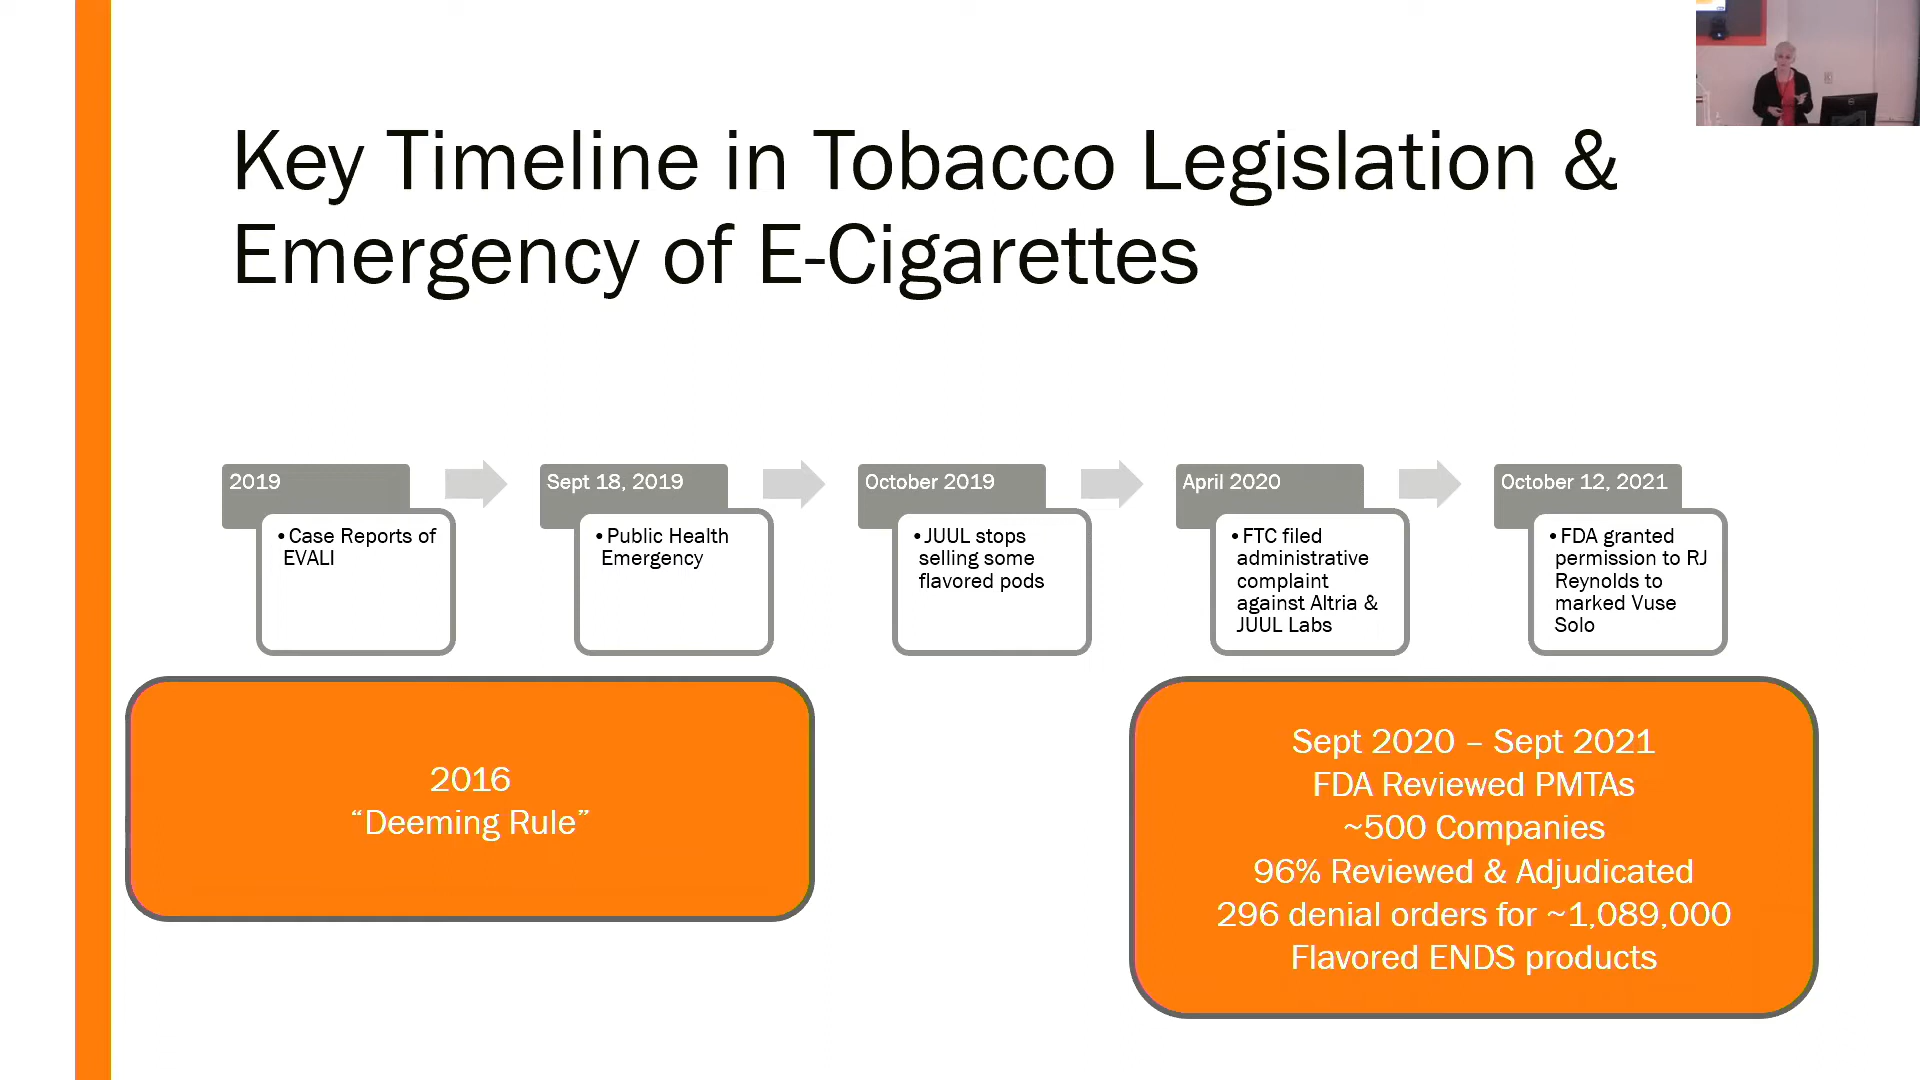 Key Timeline in Tobacco Legislation &
Emergency of E-Cigarettes
2019
•Case Reports of
EVALI
Sept 18, 2019
•Public Health
Emergency
October 2019
•JUUL stops
selling some
flavored pods
April 2020
•FTC filed
administrative
complaint
against Altria &
JUUL Labs
October 12, 2021
•FDA granted
permission to RJ
Reynolds to
marked Vuse
Solo
2016
“Deeming Rule”
Sept 2020 – Sept 2021
FDA Reviewed PMTAs
~500 Companies
96% Reviewed & Adjudicated
296 denial orders for ~1,089,000
Flavored ENDS products